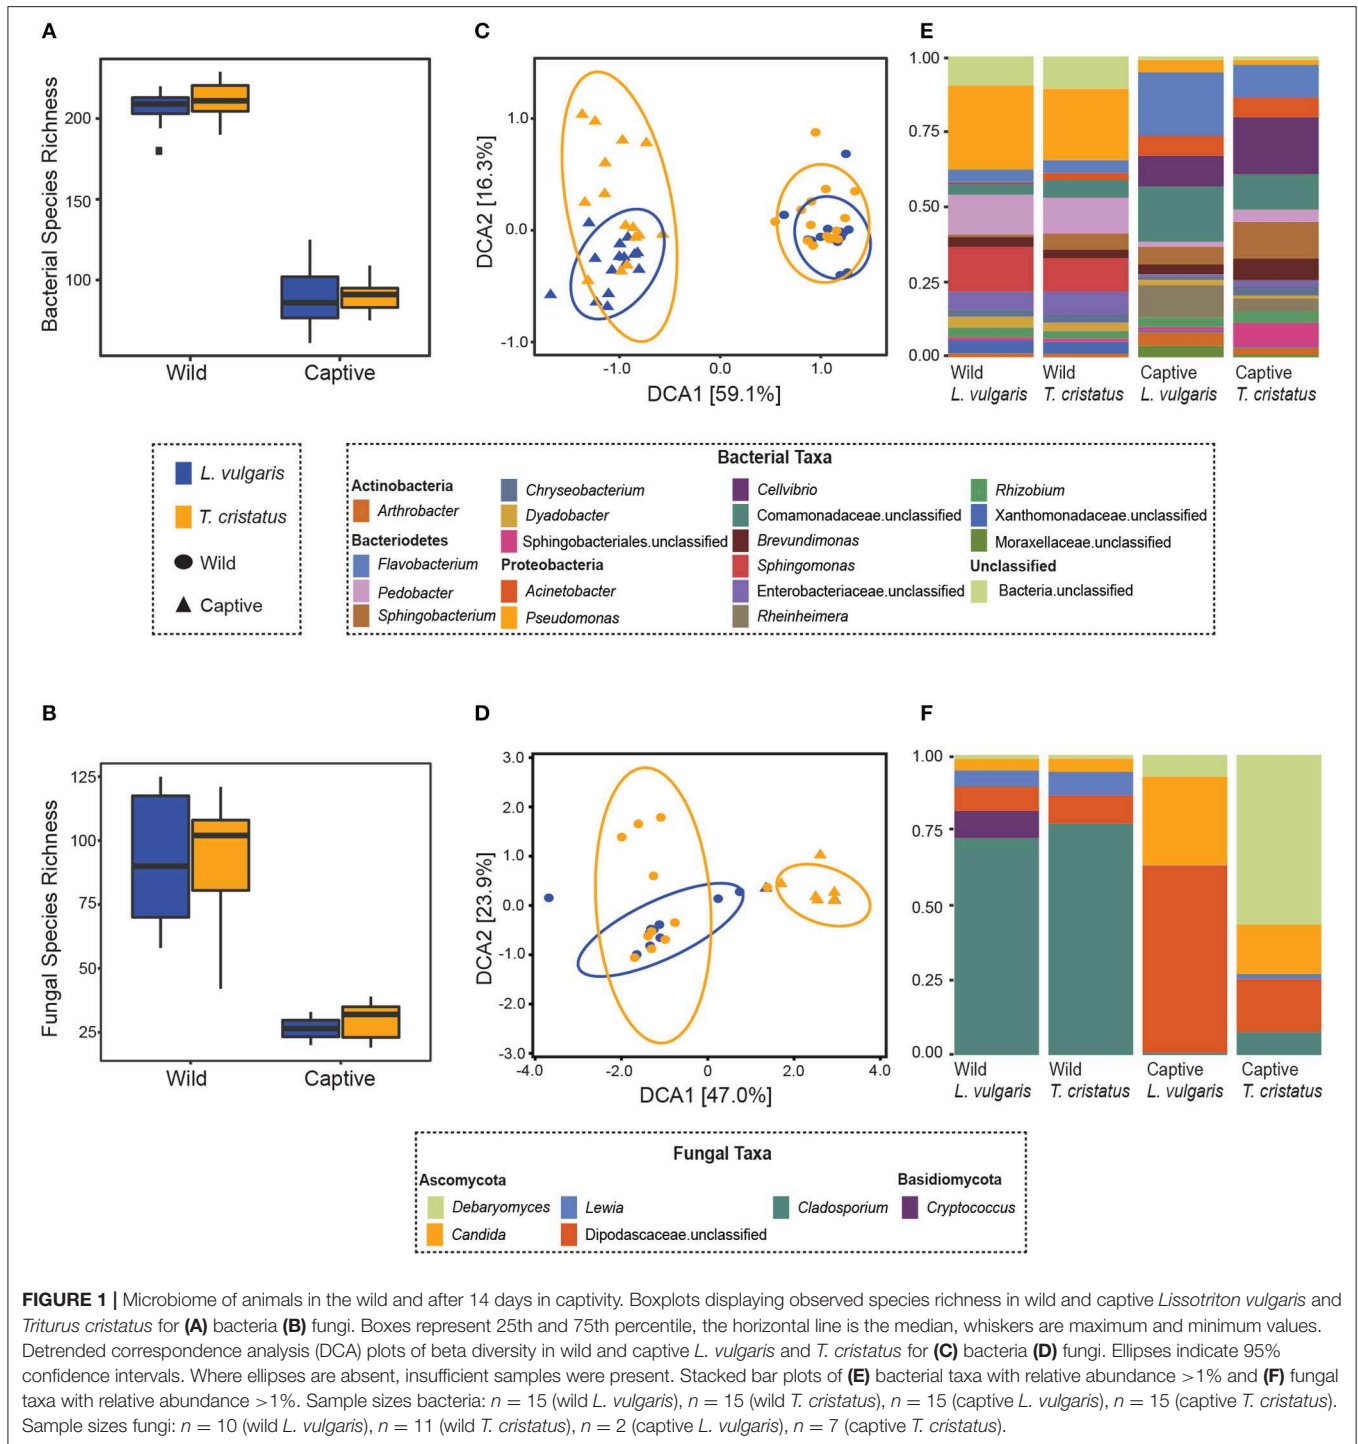 A
Bacterial Species Richness
200
150
100
Wild
Captive
C
DCA2 [16.3%]
1.0
0.0
-1.0
-1.0
0.0
1.0
DCA1 [59.1%]
E
1.00
0.75
0.50
0.25
0.00
Wild
L. vulgaris
Wild
T. cristatus
Captive
L. vulgaris
Captive
T. cristatus
L. vulgaris
T. cristatus
Wild
Captive
Bacterial Taxa
Actinobacteria
Arthrobacter
Bacteriodetes
Flavobacterium
Pedobacter
Sphingobacterium
Chryseobacterium
Dyadobacter
Sphingobacteriales.unclassified
Proteobacteria
Acinetobacter
Pseudomonas
Cellvibrio
Comamonadaceae.unclassified
Brevundimonas
Sphingomonas
Enterobacteriaceae.unclassified
Rheinheimera
Rhizobium
Xanthomonadaceae.unclassified
Moraxellaceae.unclassified
Unclassified
Bacteria.unclassified
B
Fungal Species Richness
125
100
75
50
25
Wild
Captive
D
DCA2 [23.9%]
3.0
2.0
1.0
0.0
-1.0
-2.0
-3.0
-4.0
-2.0
0
2.0
4.0
DCA1 [47.0%]
F
1.00
0.75
0.50
0.25
0.00
Wild
L. vulgaris
Wild
T. cristatus
Captive
L. vulgaris
Captive
T. cristatus
Fungal Taxa
Ascomycota
Debaryomyces
Candida
Lewia
Dipodascaceae.unclassified
Cladosporium
Basidiomycota
Cryptococcus
FIGURE 1 | Microbiome of animals in the wild and after 14 days in captivity. Boxplots displaying observed species richness in wild and captive Lissotriton vulgaris and
Triturus cristatus for (A) bacteria (B) fungi. Boxes represent 25th and 75th percentile, the horizontal line is the median, whiskers are maximum and minimum values.
Detrended correspondence analysis (DCA) plots of beta diversity in wild and captive L. vulgaris and T. cristatus for (C) bacteria (D) fungi. Ellipses indicate 95%
confidence intervals. Where ellipses are absent, insufficient samples were present. Stacked bar plots of (E) bacterial taxa with relative abundance >1% and (F) fungal
taxa with relative abundance >1%. Sample sizes bacteria: n = 15 (wild L. vulgaris), n = 15 (wild T. cristatus), n = 15 (captive L. vulgaris), n = 15 (captive T. cristatus).
Sample sizes fungi: n = 10 (wild L. vulgaris), n = 11 (wild T. cristatus), n = 2 (captive L. vulgaris), n = 7 (captive T. cristatus).